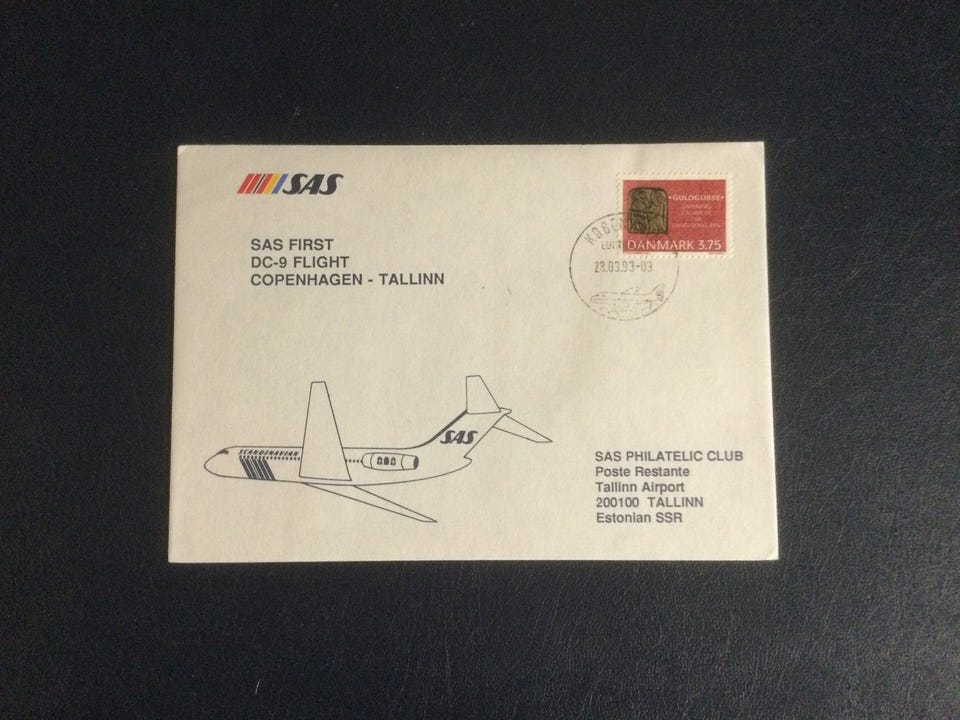 SAS
SAS FIRST
DC-9 FLIGHT
COPENHAGEN - TALLINN
GULDGUBBE
DANMARK 3.75
28.03.93-09
SCANDINAVIAN
SAS
SAS PHILATELIC CLUB
Poste Restante
Tallinn Airport
200100 TALLINN
Estonian SSR